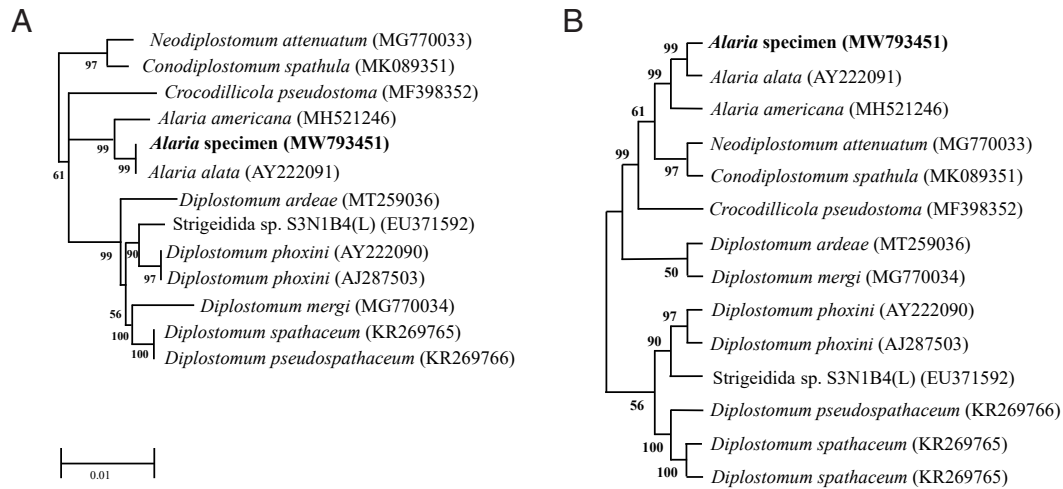 A
Neodiplostomum attenuatum (MG770033)
97
Conodiplostomum spathula (MK089351)
Crocodillicola pseudostoma (MF398352)
Alaria americana (MH521246)
99
Alaria specimen (MW793451)
99
Alaria alata (AY222091)
61
Diplostomum ardeae (MT259036)
Strigeidida sp. S3N1B4(L) (EU371592)
90
99
Diplostomum phoxini (AY222090)
97
Diplostomum phoxini (AJ287503)
Diplostomum mergi (MG770034)
56
100
Diplostomum spathaceum (KR269765)
100
Diplostomum pseudospathaceum (KR269766)
0.01
B
Alaria specimen (MW793451)
99
99
Alaria alata (AY222091)
Alaria americana (MH521246)
61
Neodiplostomum attenuatum (MG770033)
99
97
Conodiplostomum spathula (MK089351)
Crocodillicola pseudostoma (MF398352)
Diplostomum ardeae (MT259036)
50
Diplostomum mergi (MG770034)
Diplostomum phoxini (AY222090)
97
90
Diplostomum phoxini (AJ287503)
Strigeidida sp. S3N1B4(L) (EU371592)
56
Diplostomum pseudospathaceum (KR269766)
100
Diplostomum spathaceum (KR269765)
100
Diplostomum spathaceum (KR269765)